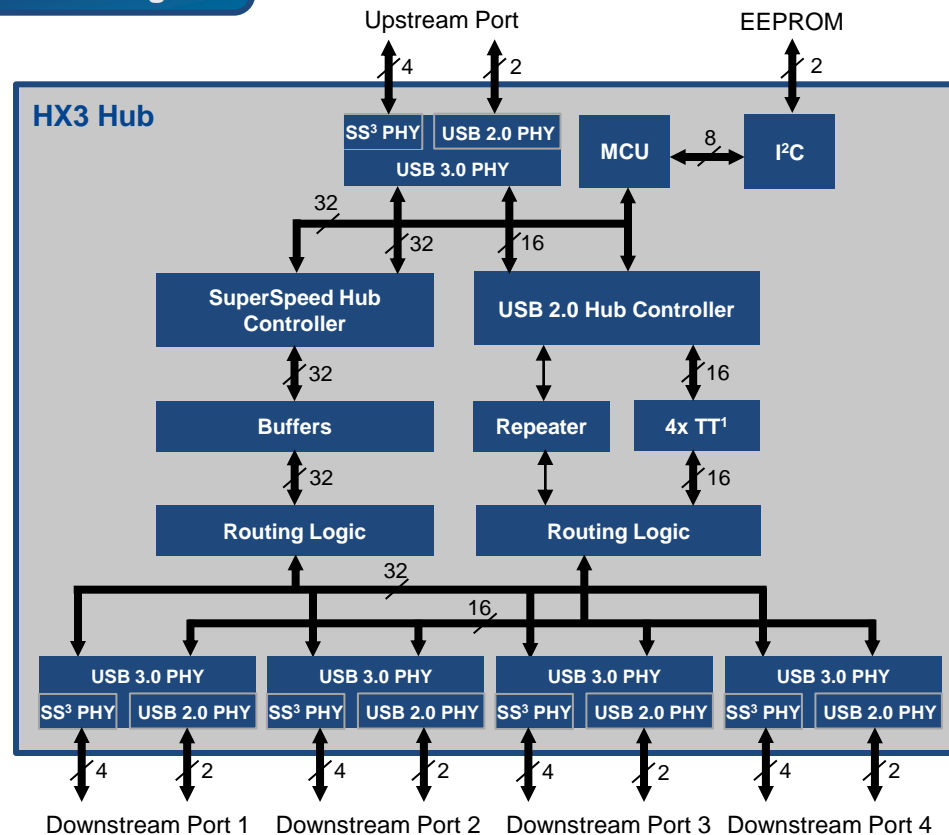 Upstream Port EEPROM
4 2 2
HX3 Hub
SS³ PHY USB 2.0 PHY
USB 3.0 PHY
MCU 8 I²C
32
32 16
SuperSpeed Hub
Controller
USB 2.0 Hub Controller
32 16
Buffers Repeater 4x TT¹
32 16
Routing Logic Routing Logic
32
16
USB 3.0 PHY USB 3.0 PHY USB 3.0 PHY USB 3.0 PHY
SS³ PHY USB 2.0 PHY SS³ PHY USB 2.0 PHY SS³ PHY USB 2.0 PHY SS³ PHY USB 2.0 PHY
4 2 4 2 4 2 4 2
Downstream Port 1 Downstream Port 2 Downstream Port 3 Downstream Port 4